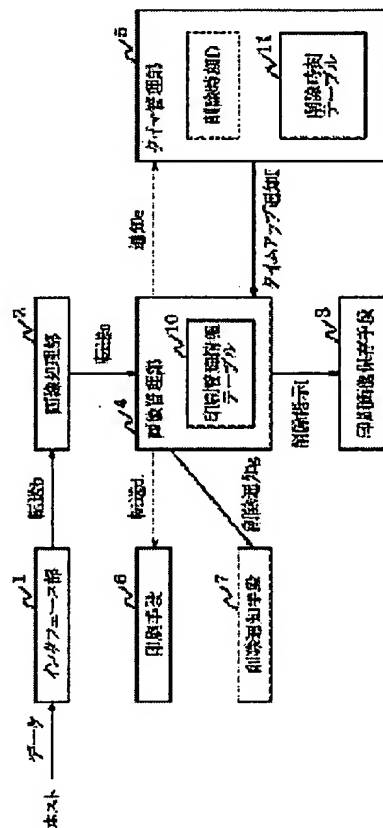 ホスト
データ
1
インタフェース部
転送b
2
画像処理部
転送c
4
画像管理部
10
印刷管理情報
テーブル
転送d
6
印刷手段
削除通知g
7
削除通知手段
通知e
5
タイマ管理部
削除時刻D
11
削除時刻
テーブル
タイムアップ通知f
削除指示
印刷画像保存手段